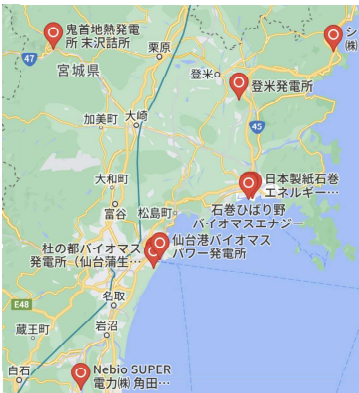 鬼首地熱発電
所 末沢詰所
シ
㈱
47
栗原
宮城県
登米
登米発電所
加美町
大崎
45
大和町
日本製紙石巻
エネルギー…
富谷
松島町
石巻ひばり野
バイオマスエナジー
仙台港バイオマス
パワー発電所
杜の都バイオマス
発電所（仙台蒲生…
E48
名取
蔵王町
岩沼
白石
Nebio SUPER
電力㈱ 角田…